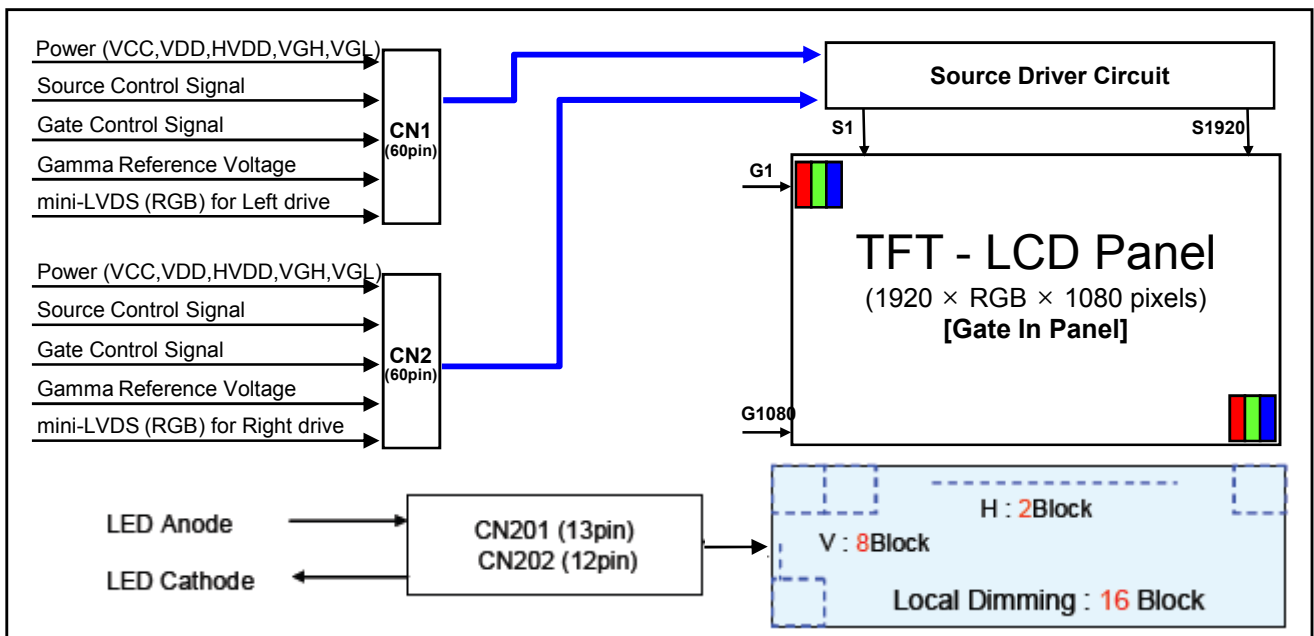 Power (VCC,VDD,HVDD,VGH,VGL)
Source Control Signal
Gate Control Signal
Gamma Reference Voltage
mini-LVDS (RGB) for Left drive
CN1
(60pin)
Power (VCC,VDD,HVDD,VGH,VGL)
Source Control Signal
Gate Control Signal
Gamma Reference Voltage
mini-LVDS (RGB) for Right drive
CN2
(60pin)
Source Driver Circuit
S1
S1920
G1
TFT - LCD Panel
(1920 × RGB × 1080 pixels)
[Gate In Panel]
G1080
LED Anode
LED Cathode
CN201 (13pin)
CN202 (12pin)
H : 2Block
V : 8Block
Local Dimming : 16 Block